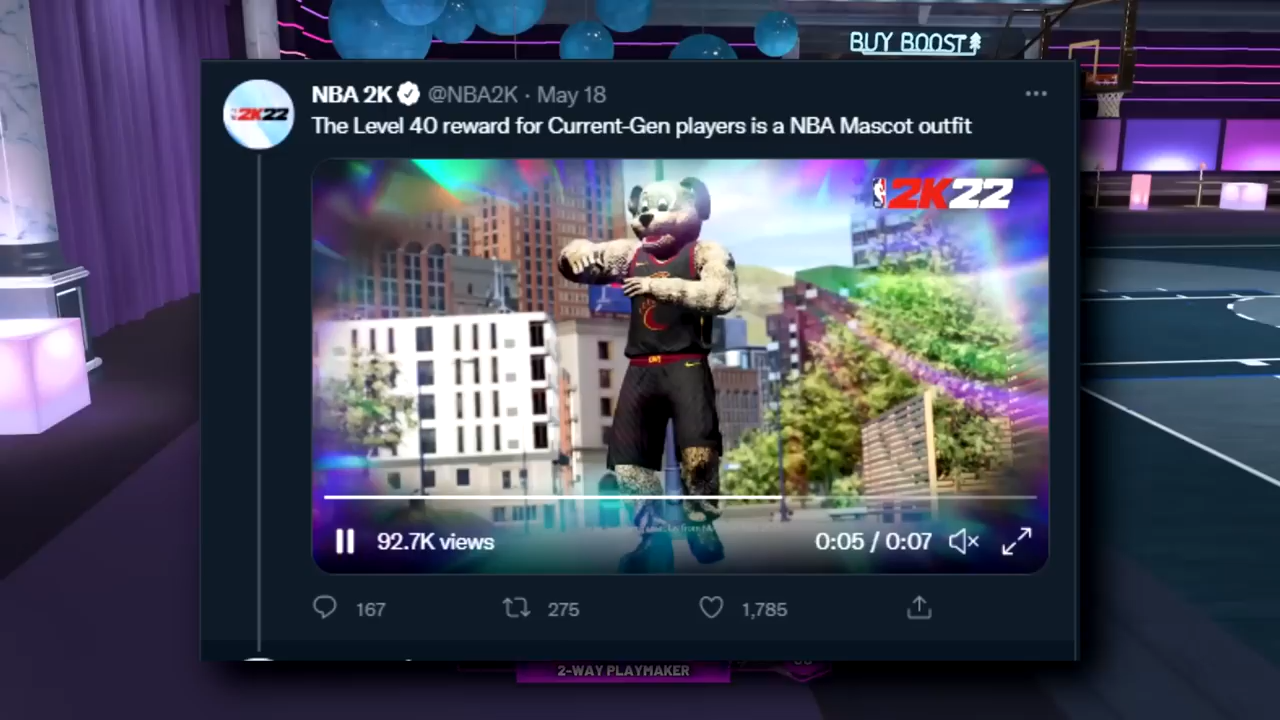 BUY BOOST
NBA 2K @NBA2K · May 18
2K22
The Level 40 reward for Current-Gen players is a NBA Mascot outfit
2K22
92.7K views
0:05 / 0:07
167
275
1,785
2-WAY PLAYMAKER